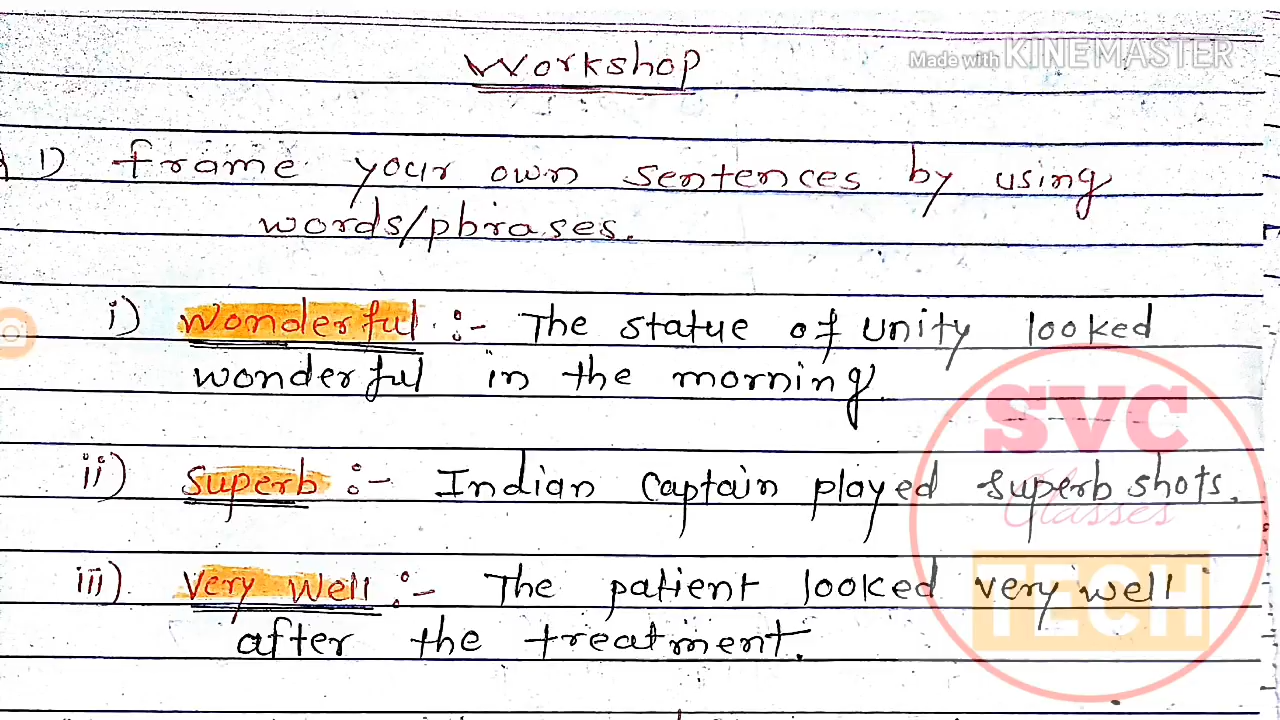 Made with KINEMASTER
Workshop
1) frame your own sentences by using
words/phrases.
i) Wonderful :- The statue of unity looked
wonderful in the morning.
SVC
ii) Superb :- Indian Captain played superb shots.
Classes
iii). Very Well :- The patient looked very well
TECH
after the treatment.